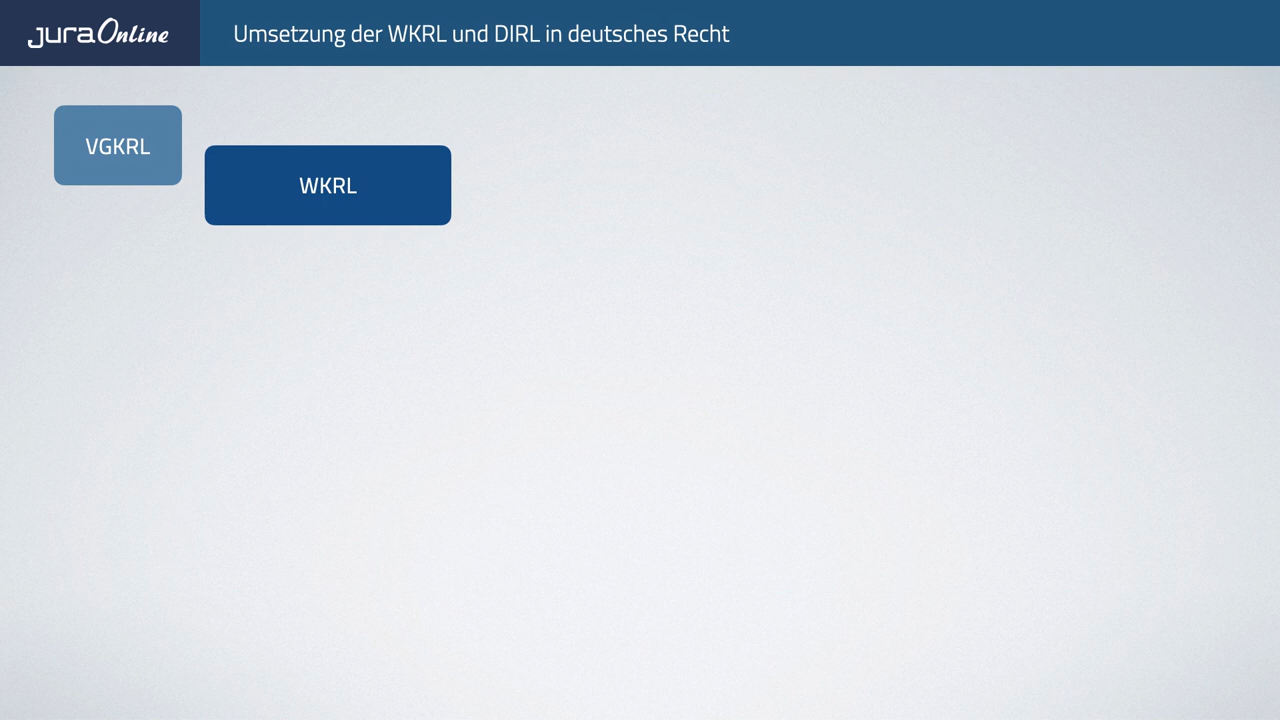 juraOnline
Umsetzung der WKRL und DIRL in deutsches Recht
VGKRL
WKRL